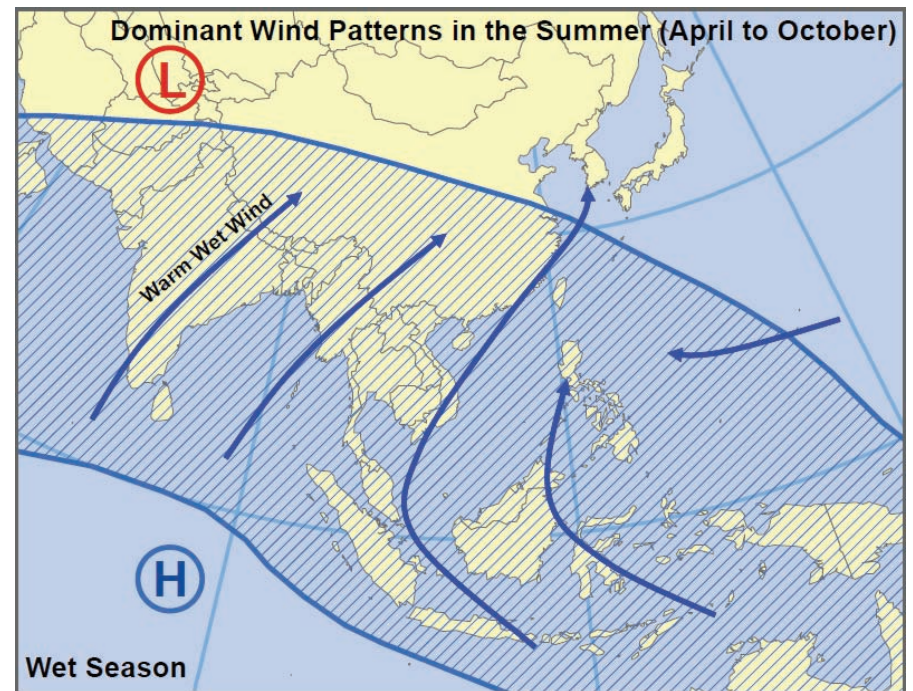 Dominant Wind Patterns in the Summer (April to October)
L
Warm Wet Wind
H
Wet Season